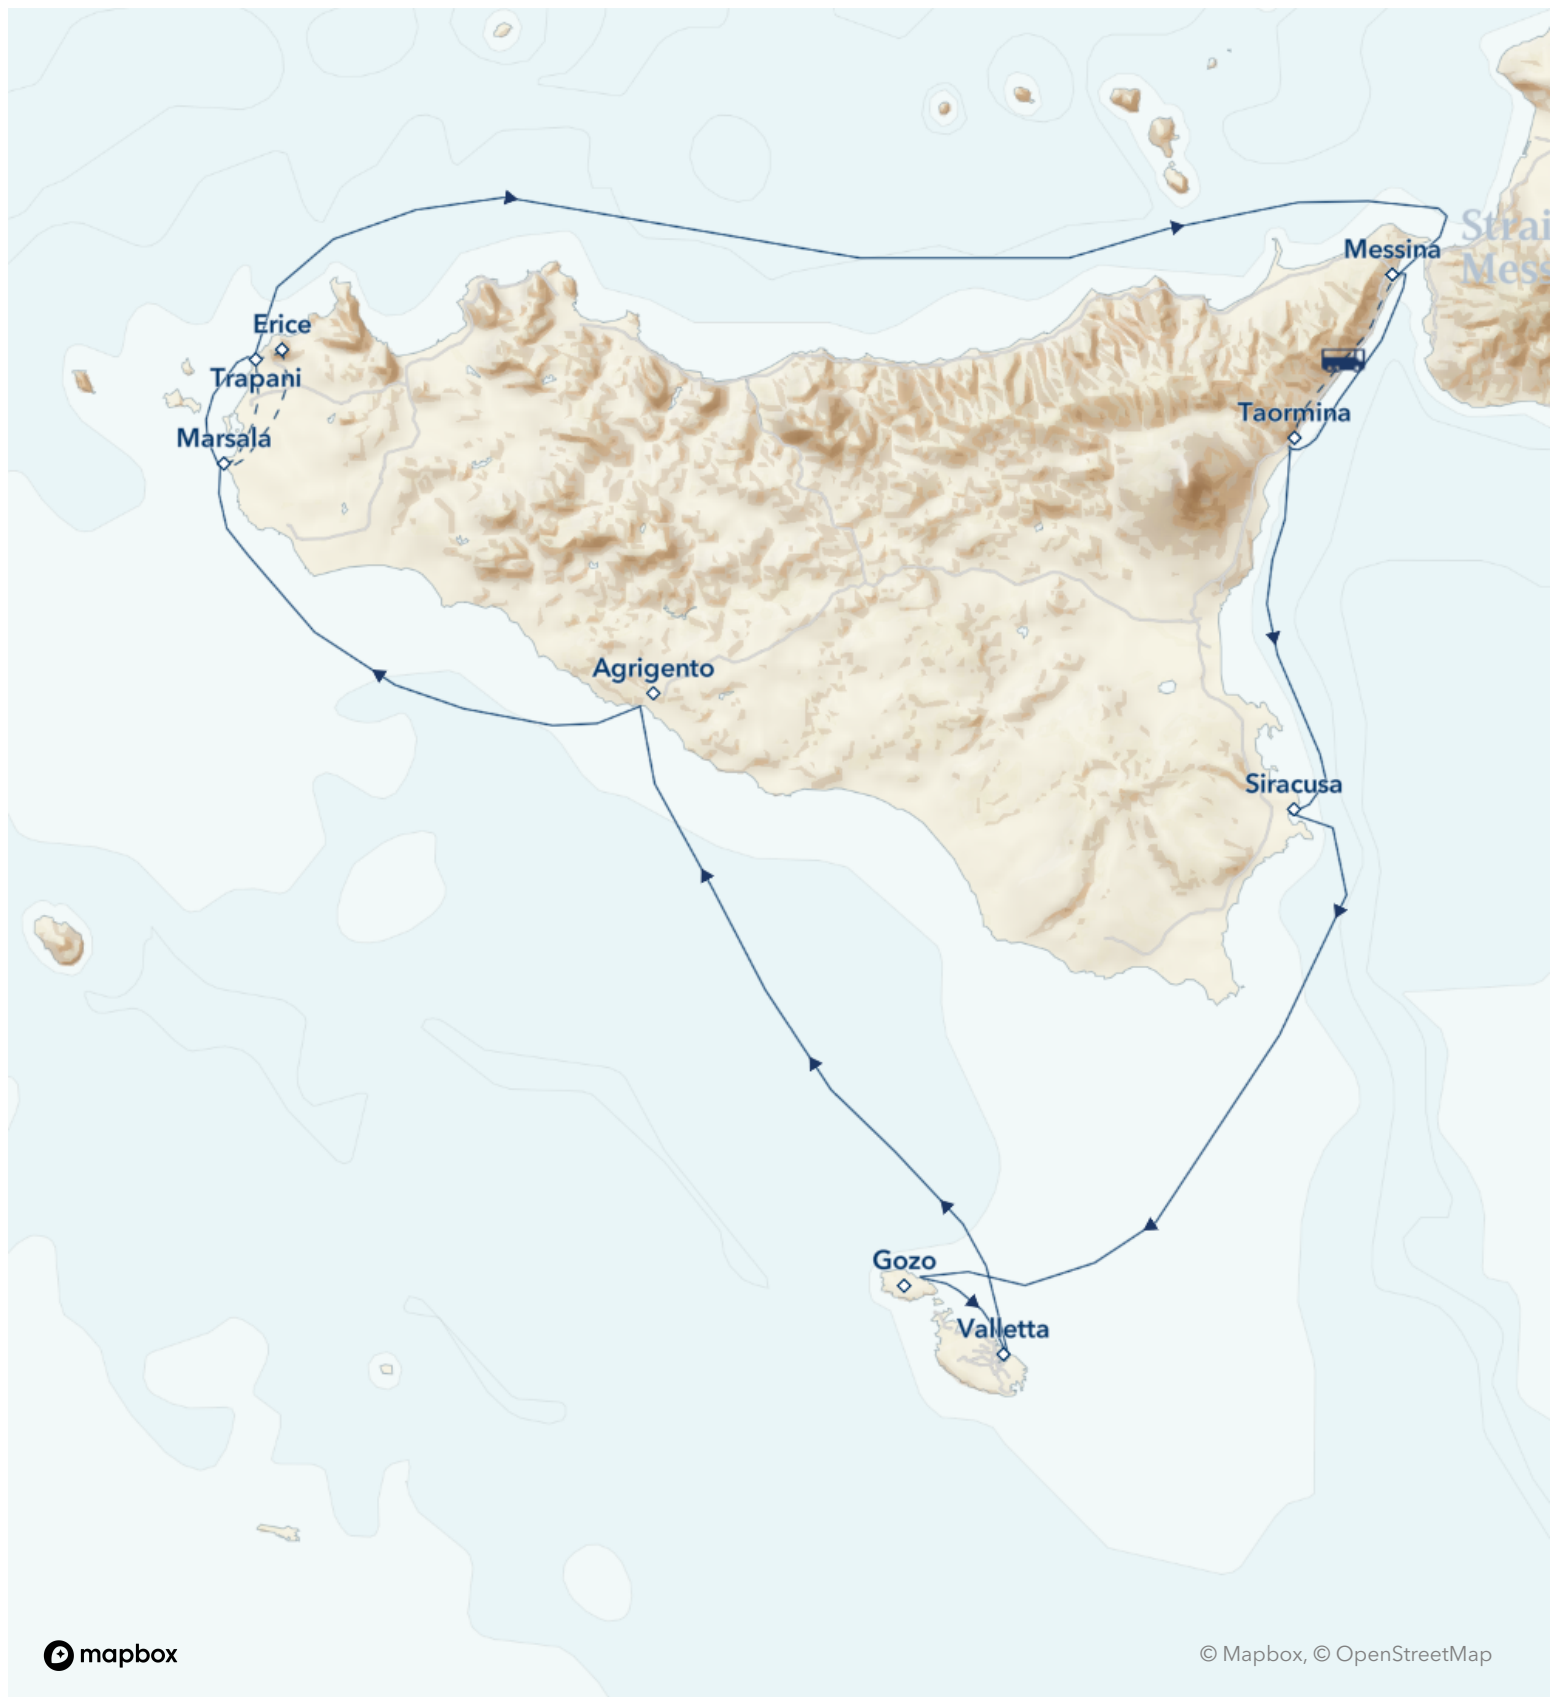 Strai
Messina
Mess
Erice
Trapani
Taormina
Marsala
Agrigento
Siracusa
Gozo
Valletta
mapbox
© Mapbox, © OpenStreetMap